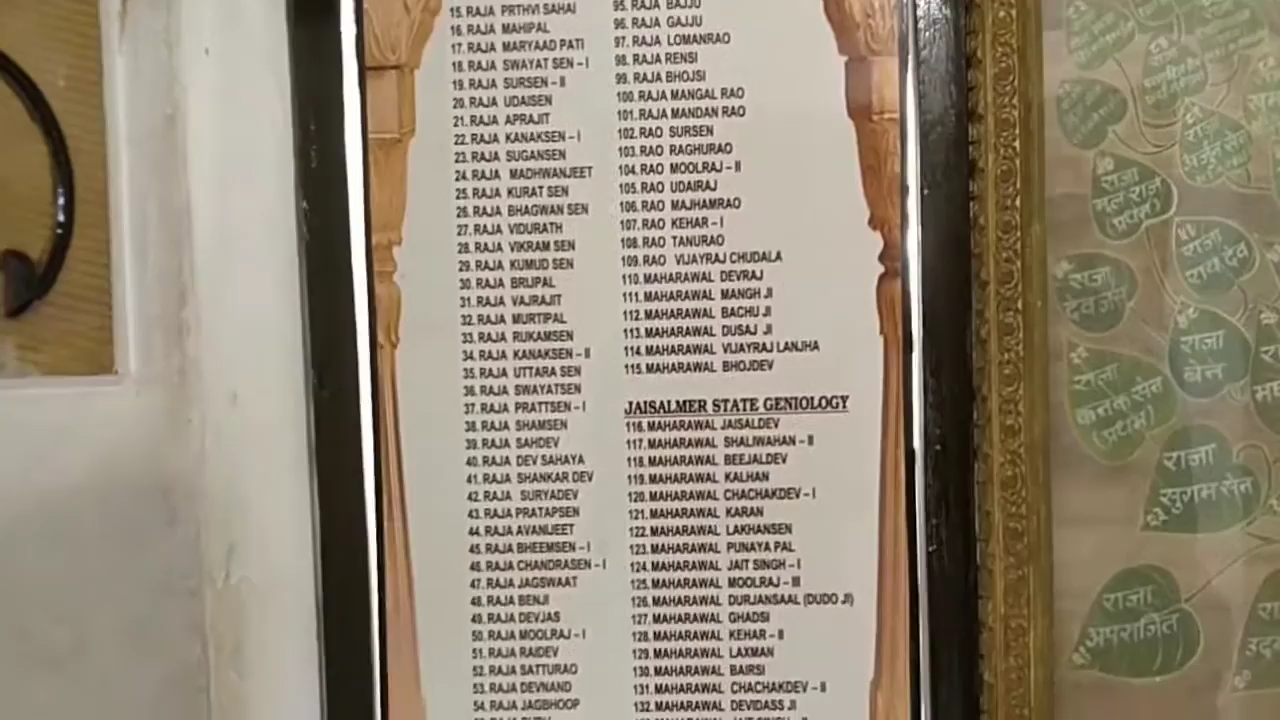 15. RAJA PRTHVI SAHAI
16. RAJA MAHIPAL
17. RAJA MARYAAD PATI
18. RAJA SWAYAT SEN – I
19. RAJA SURSEN – II
20. RAJA UDAISEN
21. RAJA APRAJIT
22. RAJA KANAKSEN – I
23. RAJA SUGANSEN
24. RAJA MADHWANJEET
25. RAJA KURAT SEN
26. RAJA BHAGWAN SEN
27. RAJA VIDURATH
28. RAJA VIKRAM SEN
29. RAJA KUMUD SEN
30. RAJA BRIJPAL
31. RAJA VAJRAJIT
32. RAJA MURTIPAL
33. RAJA RUKAMSEN
34. RAJA KANAKSEN – II
35. RAJA UTTARA SEN
36. RAJA SWAYATSEN
37. RAJA PRATTSEN – I
38. RAJA SHAMSEN
39. RAJA SAHDEV
40. RAJA DEV SAHAYA
41. RAJA SHANKAR DEV
42. RAJA SURYADEV
43. RAJA PRATAPSEN
44. RAJA AVANIJEET
45. RAJA BHEEMSEN – I
46. RAJA CHANDRASEN – I
47. RAJA JAGSWAAT
48. RAJA BENJI
49. RAJA DEVJAS
50. RAJA MOOLRAJ – I
51. RAJA RAIDEV
52. RAJA SATTURAO
53. RAJA DEVNAND
54. RAJA JAGBHOOP
95. RAJA BAJJU
96. RAJA GAJJU
97. RAJA LOMANRAO
98. RAJA RENSI
99. RAJA BHOJSI
100. RAJA MANGAL RAO
101. RAJA MANDAN RAO
102. RAO SURSEN
103. RAO RAGHURAO
104. RAO MOOLRAJ – II
105. RAO UDAIRAJ
106. RAO MAJHAMRAO
107. RAO KEHAR – I
108. RAO TANURAO
109. RAO VIJAYRAJ CHUDALA
110. MAHARAWAL DEVRAJ
111. MAHARAWAL MANGH JI
112. MAHARAWAL BACHU JI
113. MAHARAWAL DUSAJ JI
114. MAHARAWAL VIJAYRAJ LANJHA
115. MAHARAWAL BHOJDEV
JAISALMER STATE GENIOLOGY
116. MAHARAWAL JAISALDEV
117. MAHARAWAL SHALIWAHAN – II
118. MAHARAWAL BEEJALDEV
119. MAHARAWAL KALHAN
120. MAHARAWAL CHACHAKDEV – I
121. MAHARAWAL KARAN
122. MAHARAWAL LAKHANSEN
123. MAHARAWAL PUNAYA PAL
124. MAHARAWAL JAIT SINGH – I
125. MAHARAWAL MOOLRAJ – III
126. MAHARAWAL DURJANSAAL (DUDO JI)
127. MAHARAWAL GHADSI
128. MAHARAWAL KEHAR – II
129. MAHARAWAL LAXMAN
130. MAHARAWAL BAIRSI
131. MAHARAWAL CHACHAKDEV – II
132. MAHARAWAL DEVIDASS JI
राजा
मूल राज
(प्रथम)
राजा
राय देव
राजा
देव जस
राजा
बेन
राजा
कनक सेन
(प्रथम)
राजा
सुगम सेन
२३
राजा
अपराजित
२१